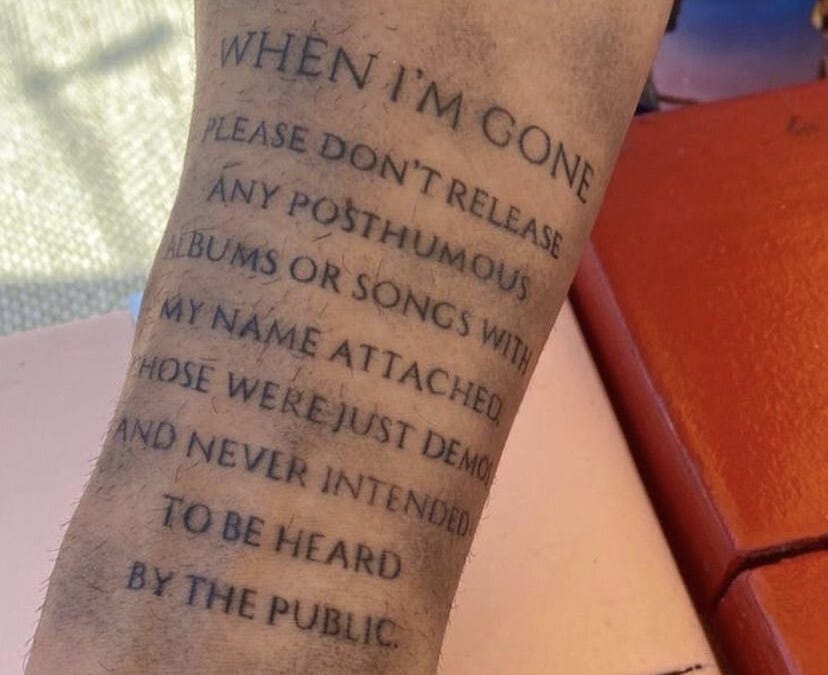 WHEN I'M GONE
PLEASE DON'T RELEASE
ANY POSTHUMOUS
ALBUMS OR SONGS WITH
MY NAME ATTACHED.
THOSE WERE JUST DEMOS
AND NEVER INTENDED
TO BE HEARD
BY THE PUBLIC.